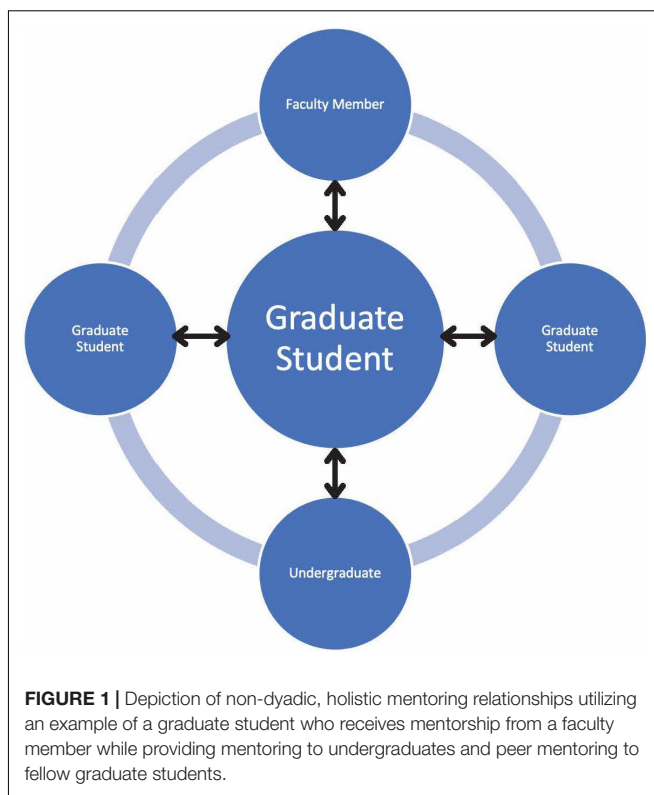 Faculty Member
Graduate
Student
Graduate
Student
Graduate
Student
Undergraduate
FIGURE 1 | Depiction of non-dyadic, holistic mentoring relationships utilizing
an example of a graduate student who receives mentorship from a faculty
member while providing mentoring to undergraduates and peer mentoring to
fellow graduate students.